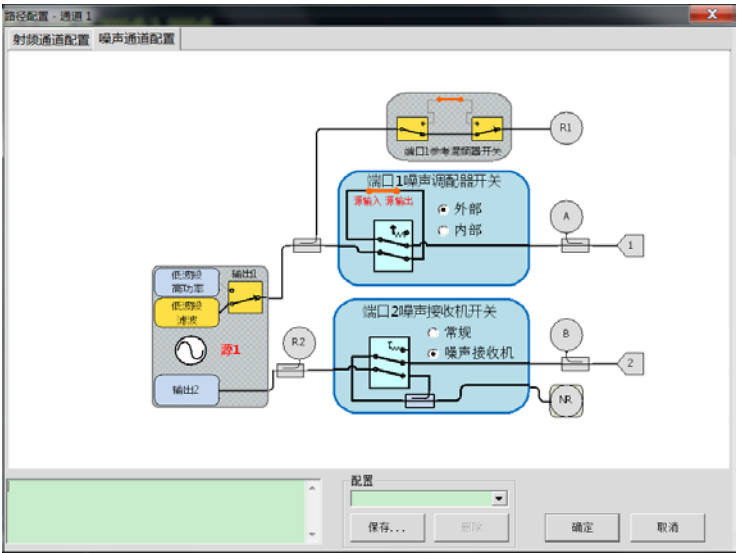 路径配置 - 通道 1
射频通道配置 噪声通道配置
R1
端口1参考混频器开关
端口1噪声调配器开关
源输入 源输出
外部
内部
A
1
低波段
高功率
输出1
低波段
滤波
源1
输出2
R2
端口2噪声接收机开关
常规
噪声接收机
B
2
NR
配置
保存...
删除
确定
取消